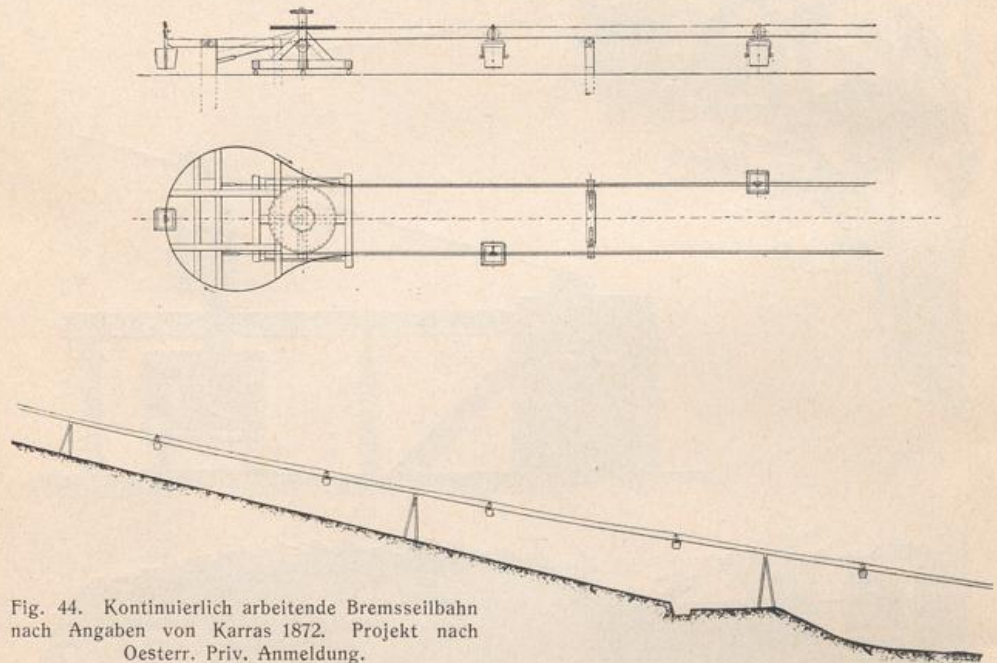 Fig. 44. Kontinuierlich arbeitende Bremsseilbahn
nach Angaben von Karras 1872. Projekt nach
Oesterr. Priv. Anmeldung.